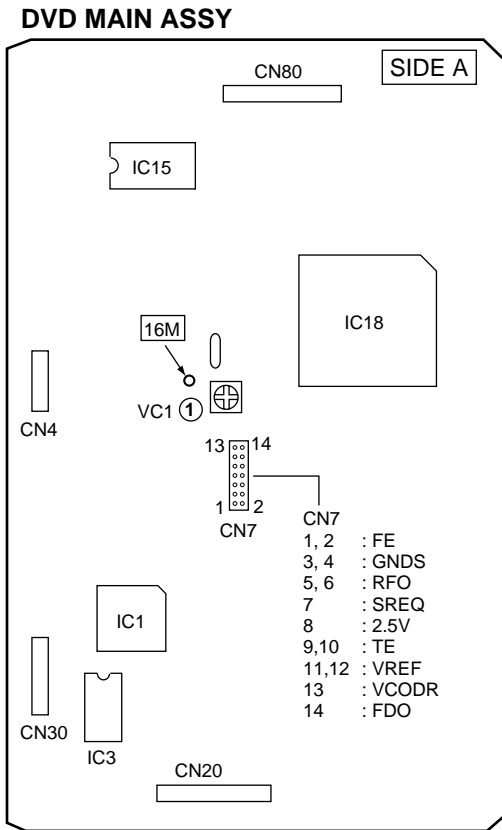 DVD MAIN ASSY
SIDE A
CN80
IC15
IC18
16M
VC1 ①
CN4
13 14
1 2
CN7
CN7
1, 2 : FE
3, 4 : GNDS
5, 6 : RFO
7 : SREQ
8 : 2.5V
9,10 : TE
11,12 : VREF
13 : VCODR
14 : FDO
IC1
CN30
IC3
CN20